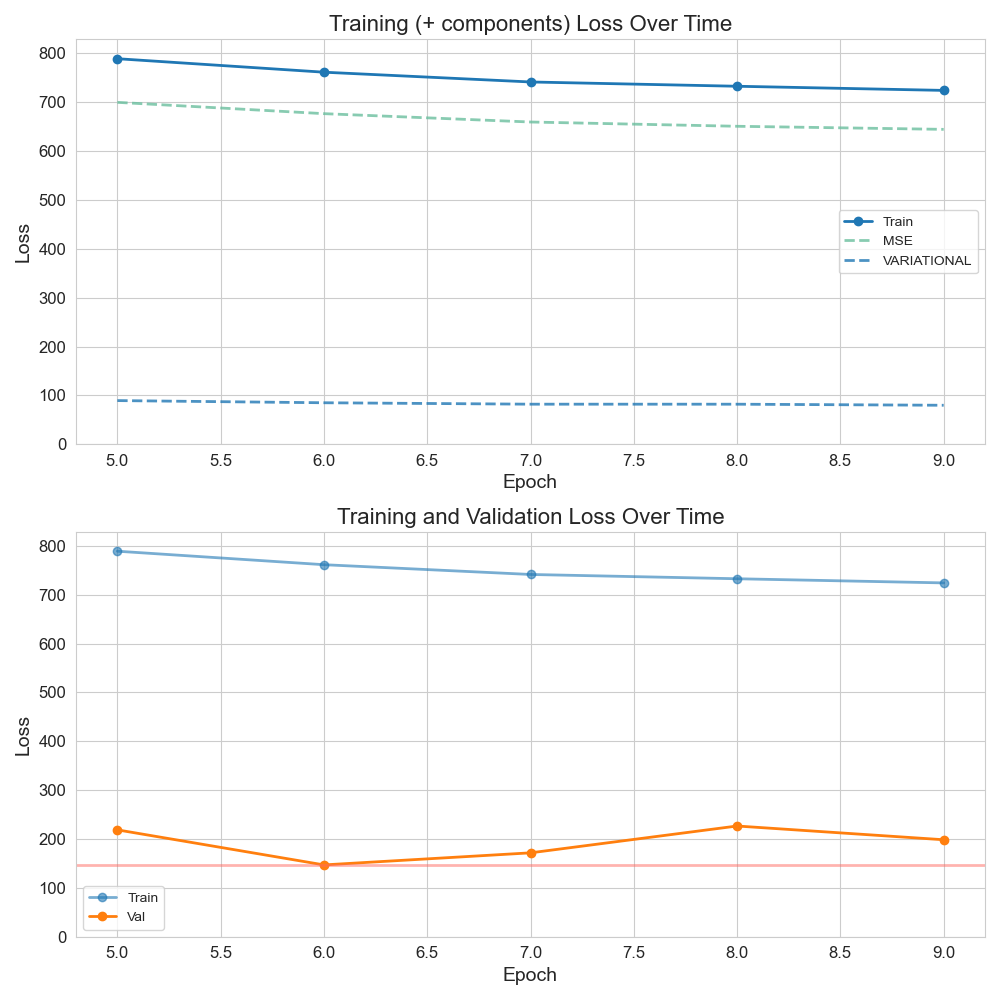 Training (+ components) Loss Over Time
800
700
600
500
400
300
200
100
0
Loss
Train
MSE
VARIATIONAL
5.0 5.5 6.0 6.5 7.0 7.5 8.0 8.5 9.0
Epoch
Training and Validation Loss Over Time
800
700
600
500
400
300
200
100
0
Loss
Train
Val
5.0 5.5 6.0 6.5 7.0 7.5 8.0 8.5 9.0
Epoch